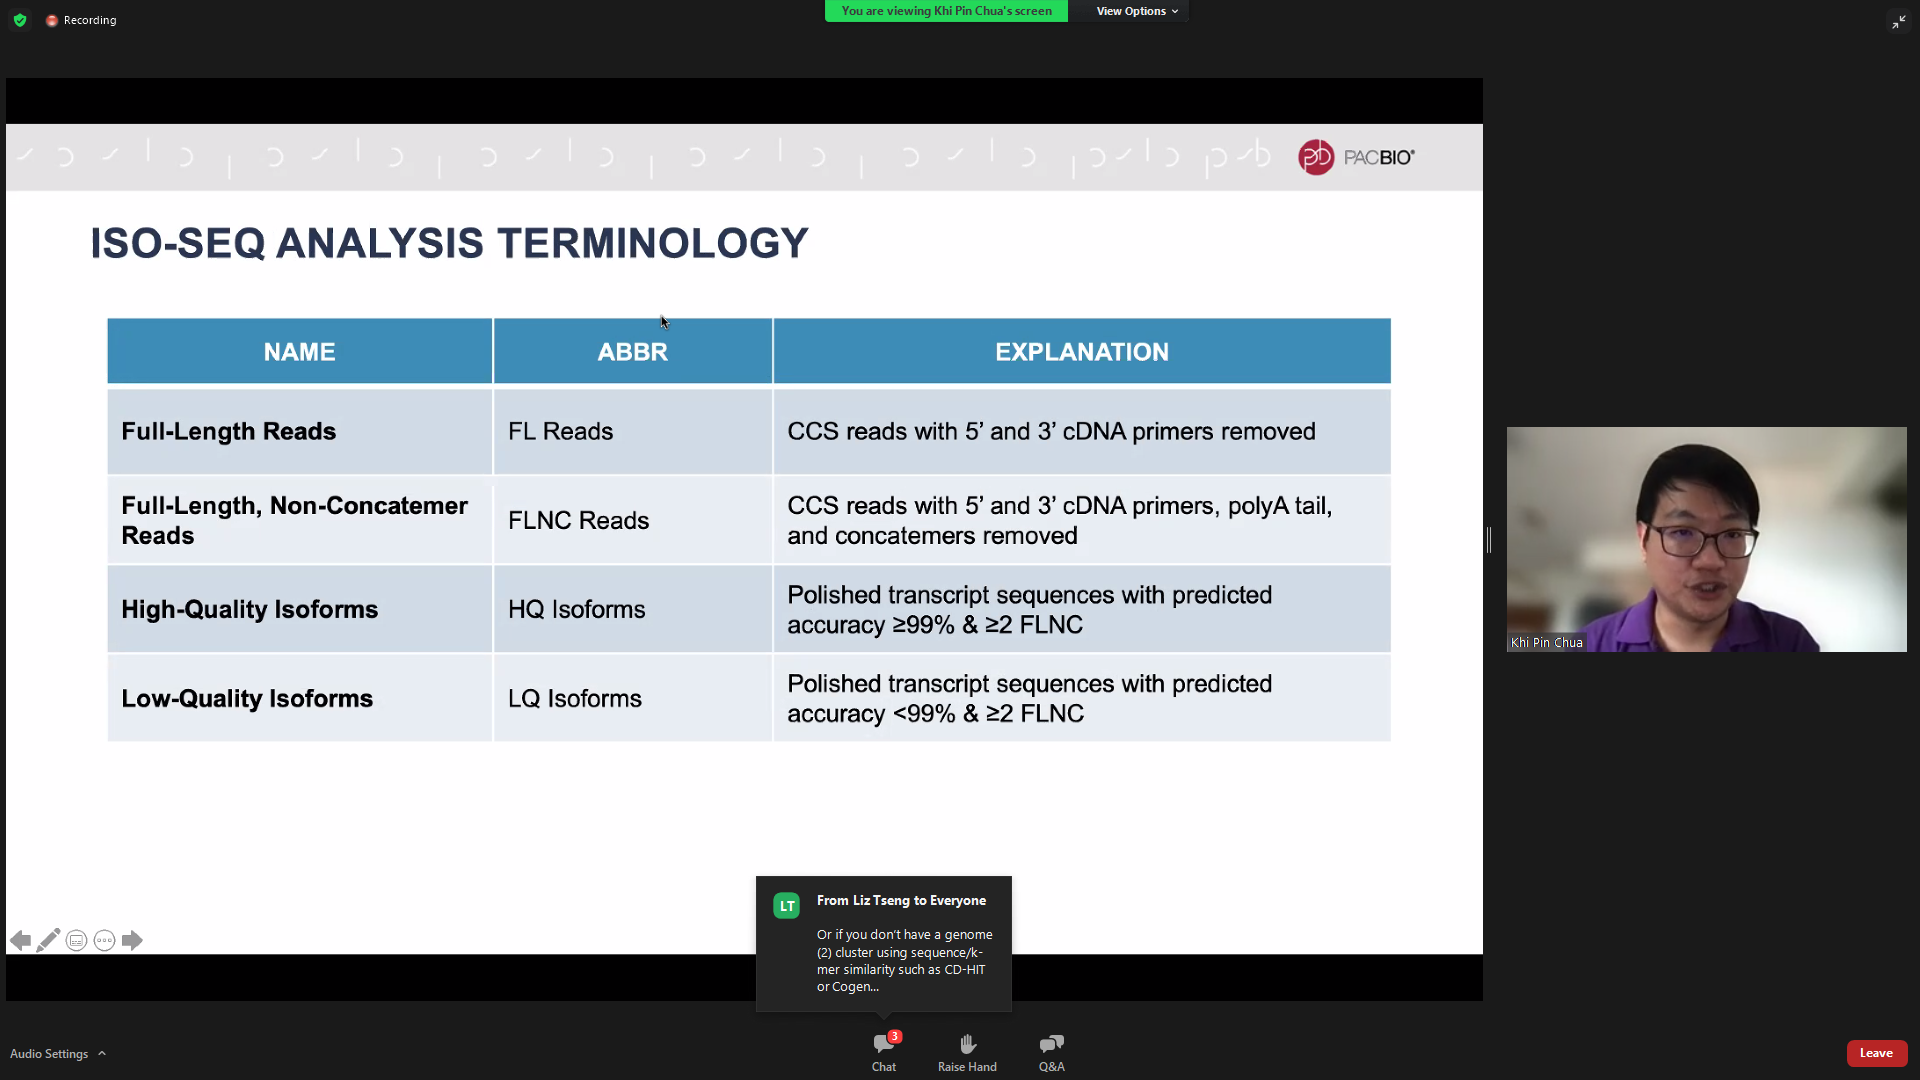 Recording
You are viewing Khi Pin Chua's screen
View Options
PACBIO®
ISO-SEQ ANALYSIS TERMINOLOGY
NAME
ABBR
EXPLANATION
Full-Length Reads
FL Reads
CCS reads with 5’ and 3’ cDNA primers removed
Full-Length, Non-Concatemer
Reads
FLNC Reads
CCS reads with 5’ and 3’ cDNA primers, polyA tail,
and concatemers removed
High-Quality Isoforms
HQ Isoforms
Polished transcript sequences with predicted
accuracy ≥99% & ≥2 FLNC
Low-Quality Isoforms
LQ Isoforms
Polished transcript sequences with predicted
accuracy <99% & ≥2 FLNC
Khi Pin Chua
LT
From Liz Tseng to Everyone
Or if you don’t have a genome
(2) cluster using sequence/k-
mer similarity such as CD-HIT
or Cogen...
Audio Settings
3
Chat
Raise Hand
Q&A
Leave